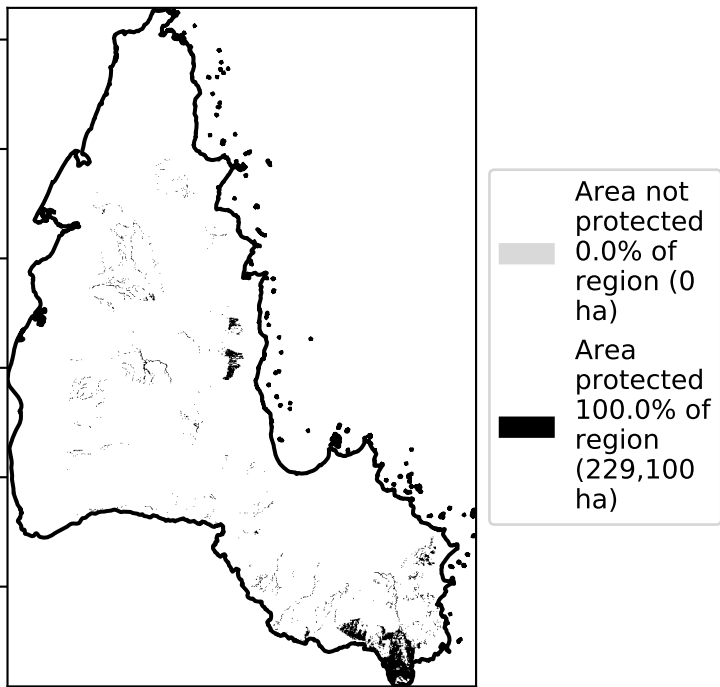 Area not
protected
0.0% of
region (0
ha)
Area
protected
100.0% of
region
(229,100
ha)